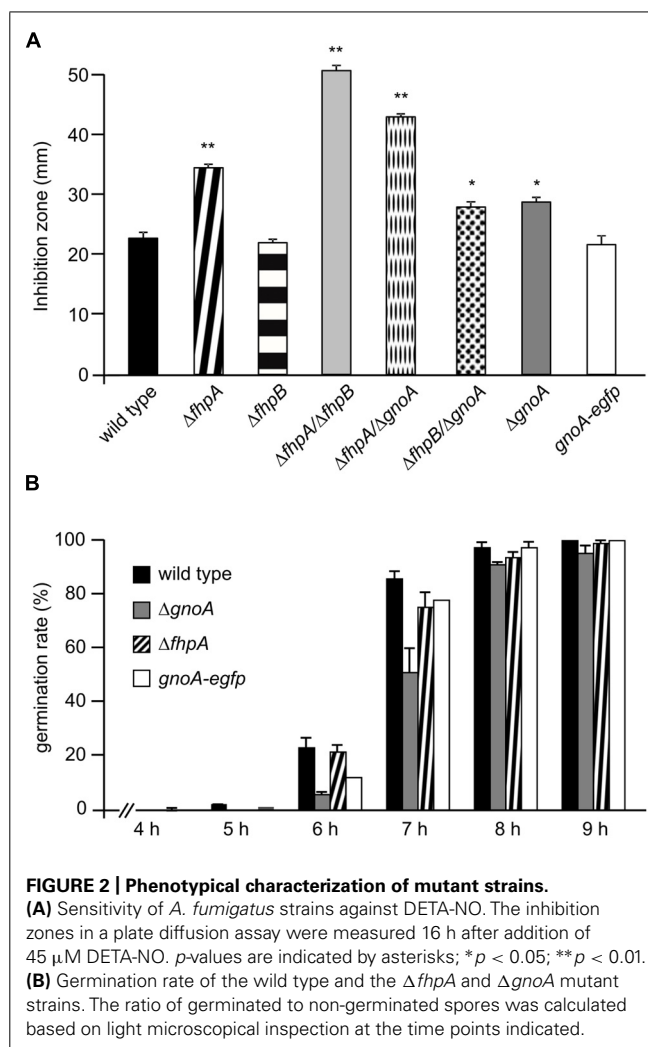 A
**
**
**
*
*
50
40
30
20
10
0
Inhibition zone (mm)
wild type
ΔfhpA
ΔfhpB
ΔfhpA/ΔfhpB
ΔfhpA/ΔgnoA
ΔfhpB/ΔgnoA
ΔgnoA
gnoA-egfp
B
100
80
60
40
20
0
germination rate (%)
wild type
ΔgnoA
ΔfhpA
gnoA-egfp
4 h 5 h 6 h 7 h 8 h 9 h
FIGURE 2 | Phenotypical characterization of mutant strains.
(A) Sensitivity of A. fumigatus strains against DETA-NO. The inhibition
zones in a plate diffusion assay were measured 16 h after addition of
45 μM DETA-NO. p-values are indicated by asterisks; *p < 0.05; **p < 0.01.
(B) Germination rate of the wild type and the ΔfhpA and ΔgnoA mutant
strains. The ratio of germinated to non-germinated spores was calculated
based on light microscopical inspection at the time points indicated.